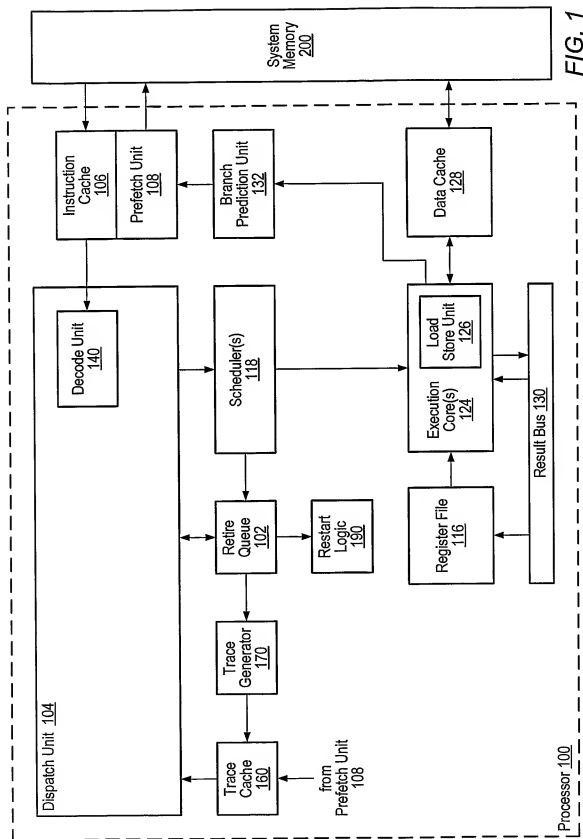 System
Memory
200
FIG. 1
Instruction
Cache
106
Prefetch Unit
108
Branch
Prediction Unit
132
Data Cache
128
Dispatch Unit 104
Decode Unit
140
Scheduler(s)
118
Execution
Core(s)
124
Load
Store Unit
126
Retire
Queue
102
Restart
Logic
190
Register File
116
Result Bus 130
Trace
Generator
170
Trace
Cache
160
from
Prefetch Unit
108
Processor 100